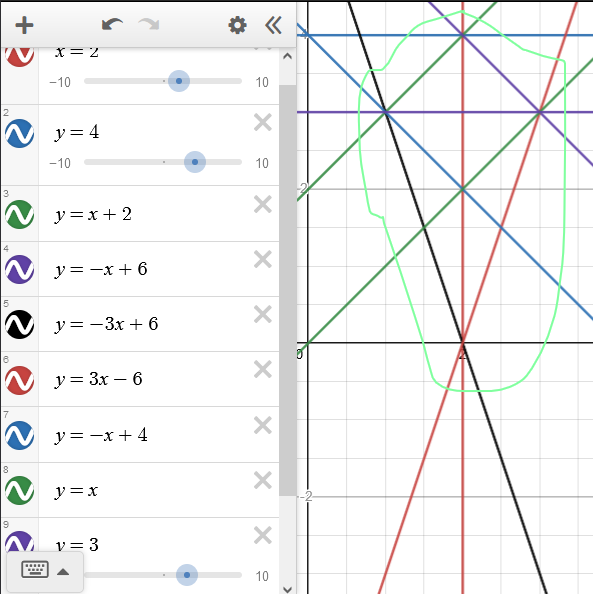 x = 2
−10 10
2
y = 4
−10 10
3
y = x + 2
4
y = −x + 6
5
y = −3x + 6
6
y = 3x − 6
7
y = −x + 4
8
y = x
9
y = 3
10
2
0
2
-2